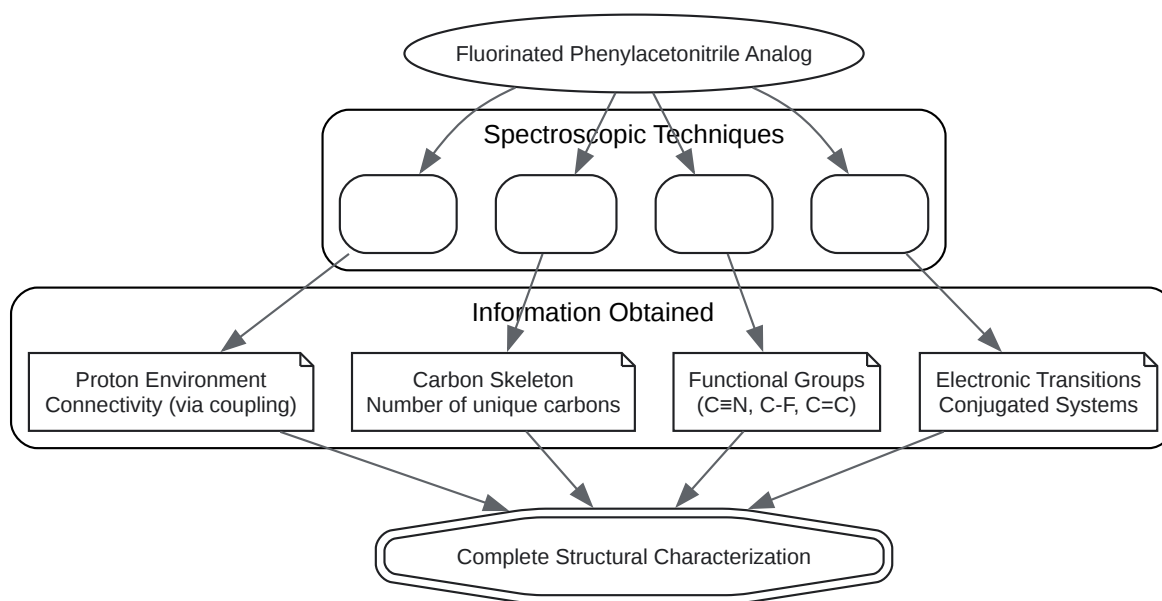 Fluorinated Phenylacetonitrile Analog
Spectroscopic Techniques
Information Obtained
Proton Environment
Connectivity (via coupling)
Carbon Skeleton
Number of unique carbons
Functional Groups
(C≡N, C-F, C=C)
Electronic Transitions
Conjugated Systems
Complete Structural Characterization